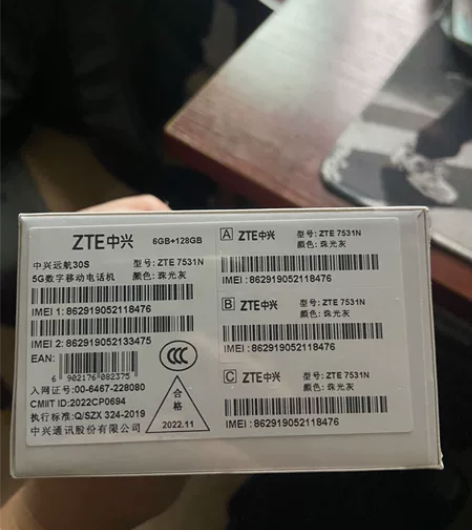 ZTE中兴 6GB+128GB
中兴远航30S 型号: ZTE 7531N
5G数字移动电话机 颜色: 珠光灰
IMEI 1: 862919052118476
IMEI 2: 862919052133475
EAN:
6 902176 082375
CCC
入网证号:00-6467-228080
CMIIT ID:2022CP0694
执行标准:Q/SZX 324-2019
中兴通讯股份有限公司
合格
2022.11
A ZTE中兴 型号: ZTE 7531N
颜色: 珠光灰
IMEI :862919052118476
B ZTE中兴 型号: ZTE 7531N
颜色: 珠光灰
IMEI :862919052118476
C ZTE中兴 型号: ZTE 7531N
颜色: 珠光灰
IMEI :862919052118476